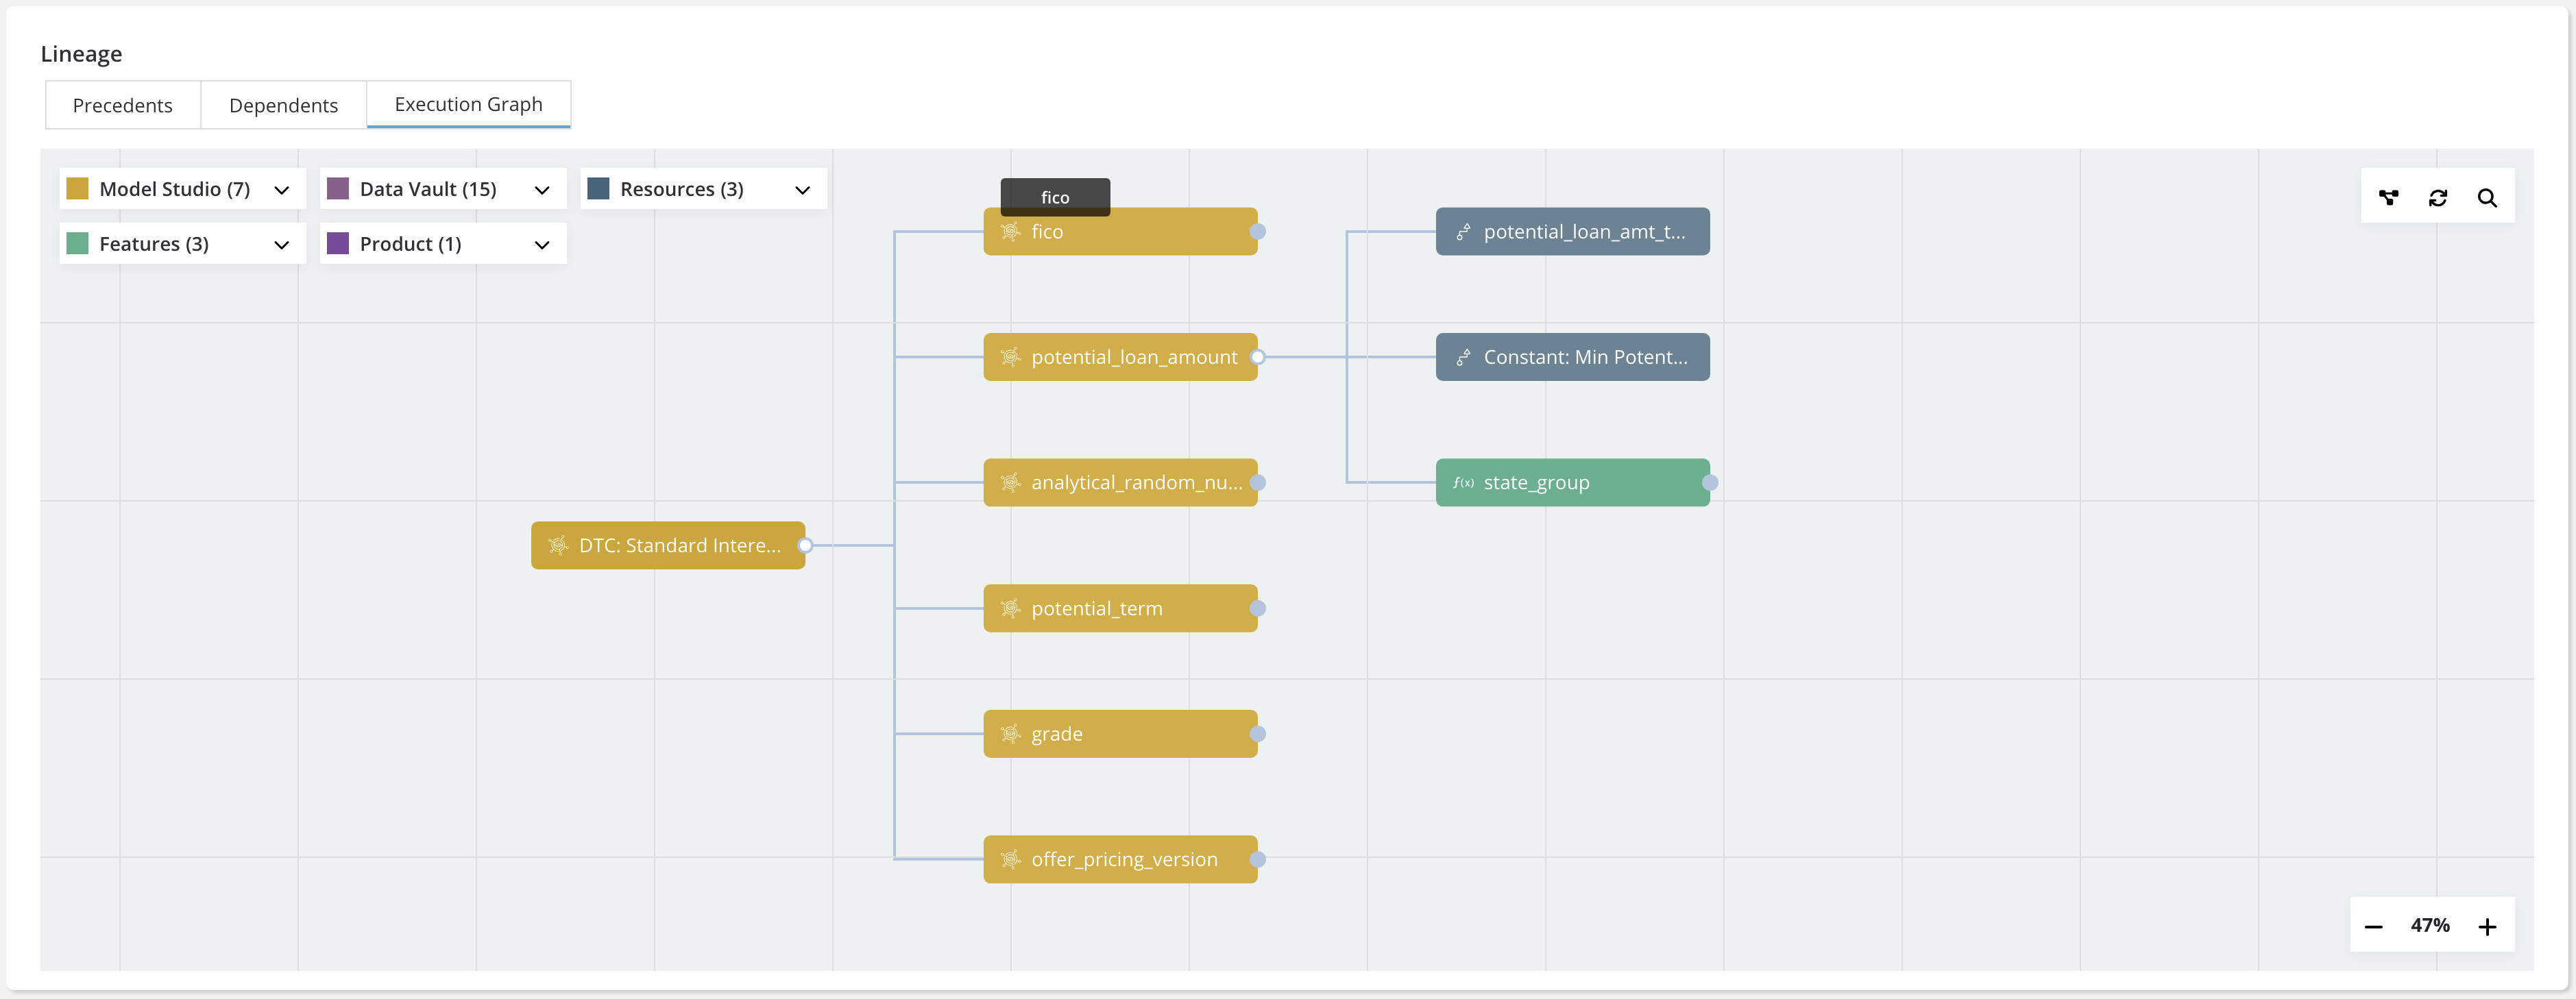 Lineage
Precedents
Dependents
Execution Graph
Model Studio (7)
Data Vault (15)
Resources (3)
Features (3)
Product (1)
fico
fico
potential_loan_amt_t...
potential_loan_amount
Constant: Min Potent...
analytical_random_nu...
f(x) state_group
DTC: Standard Intere...
potential_term
grade
offer_pricing_version
47%